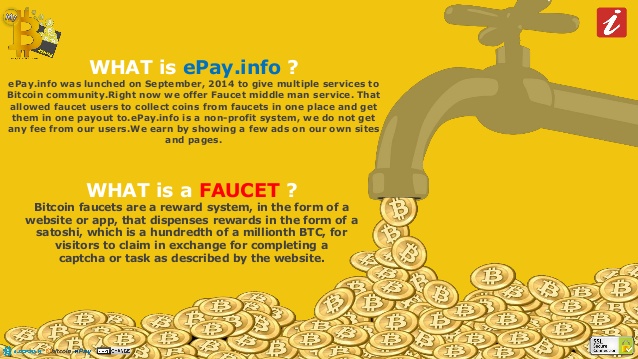 WHAT is ePay.info ?
ePay.info was lunched on September, 2014 to give multiple services to
Bitcoin community.Right now we offer Faucet middle man service. That
allowed faucet users to collect coins from faucets in one place and get
them in one payout to.ePay.info is a non-profit system, we do not get
any fee from our users.We earn by showing a few ads on our own sites
and pages.
WHAT is a FAUCET ?
Bitcoin faucets are a reward system, in the form of a
website or app, that dispenses rewards in the form of a
satoshi, which is a hundredth of a millionth BTC, for
visitors to claim in exchange for completing a
captcha or task as described by the website.
CHANGE
SSL
Secure
Connection